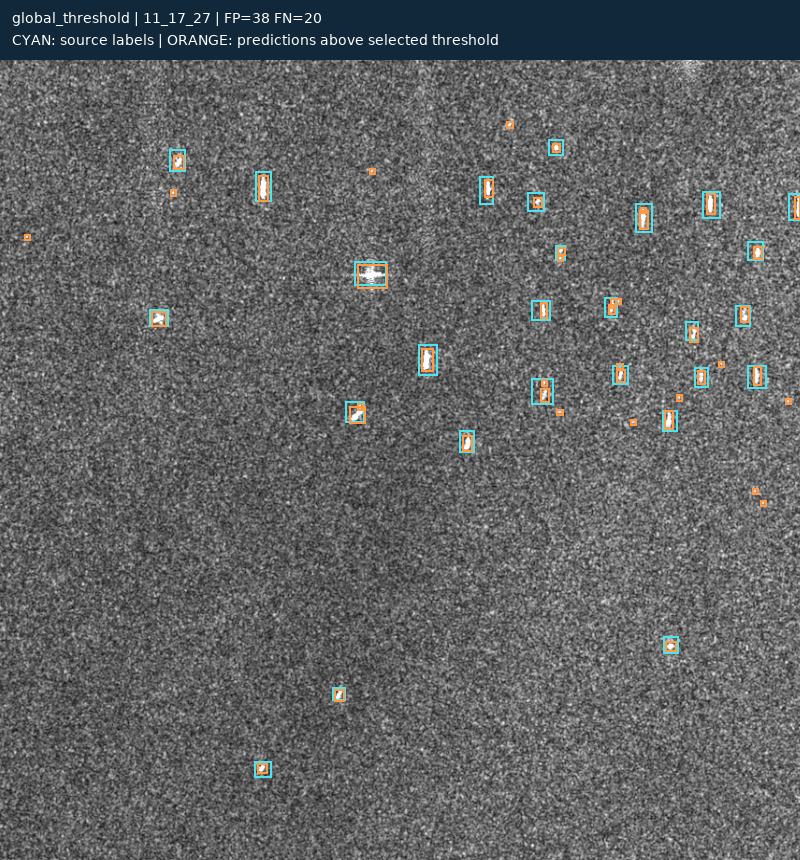 global_threshold | 11_17_27 | FP=38 FN=20
CYAN: source labels | ORANGE: predictions above selected threshold